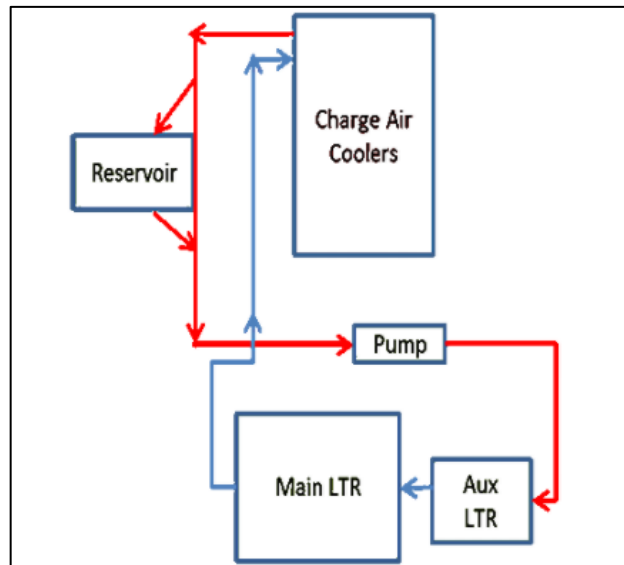 Charge Air
Coolers
Reservoir
Pump
Main LTR
Aux
LTR